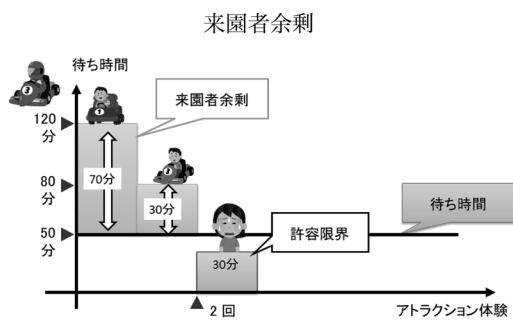 来園者余剰
待ち時間
来園者余剰
120
分
70分
80
分
30分
待ち時間
50
分
許容限界
30分
2回
アトラクション体験